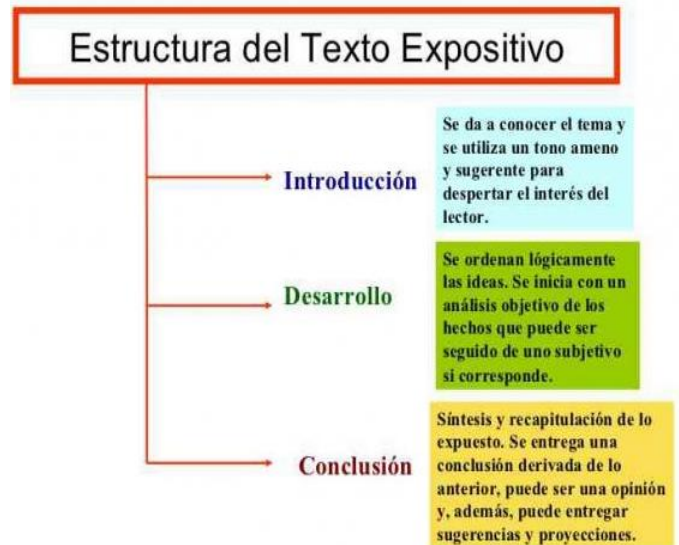 Estructura del Texto Expositivo
Introducción
Se da a conocer el tema y
se utiliza un tono ameno
y sugerente para
despertar el interés del
lector.
Desarrollo
Se ordenan lógicamente
las ideas. Se inicia con un
análisis objetivo de los
hechos que puede ser
seguido de uno subjetivo
si corresponde.
Conclusión
Síntesis y recapitulación de lo
expuesto. Se entrega una
conclusión derivada de lo
anterior, puede ser una opinión
y, además, puede entregar
sugerencias y proyecciones.